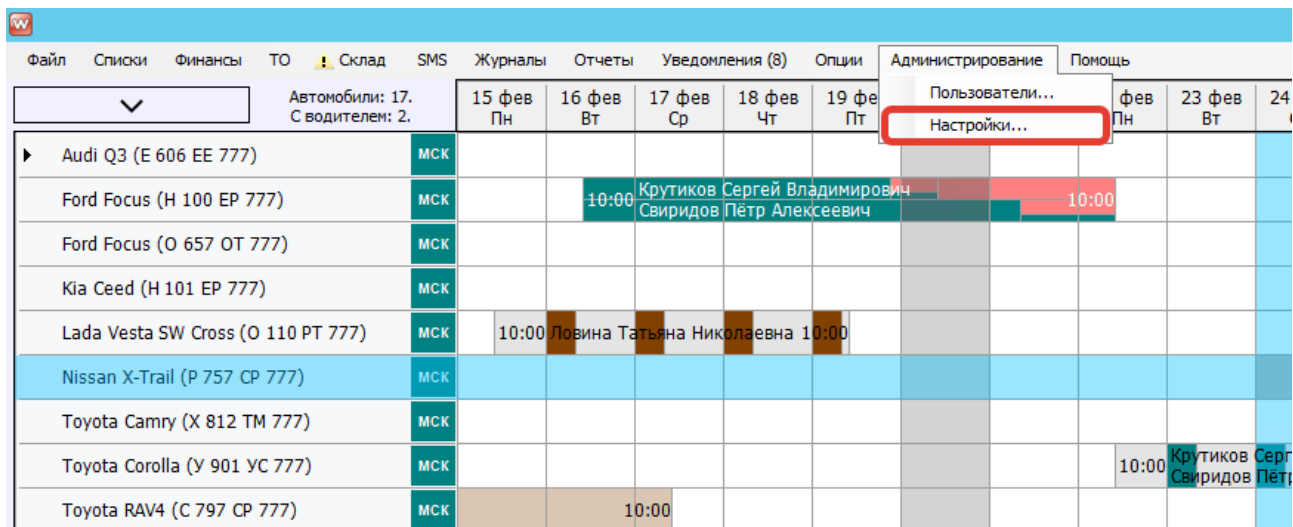 Файл Списки Финансы ТО Склад SMS Журналы Отчеты Уведомления (8) Опции Администрирование Помощь
Пользователи...
Настройки...
Автомобили: 17.
С водителем: 2.
15 фев 16 фев 17 фев 18 фев 19 фе фев 23 фев 24
Пн Вт Ср Чт Пт Пн Вт
Audi Q3 (Е 606 ЕЕ 777) МСК
Ford Focus (Н 100 ЕР 777) МСК 10:00 Крутиков Сергей Владимирович 10:00
Свиридов Пётр Алексеевич
Ford Focus (О 657 ОТ 777) МСК
Kia Ceed (Н 101 ЕР 777) МСК
Lada Vesta SW Cross (О 110 РТ 777) МСК 10:00 Ловина Татьяна Николаевна 10:00
Nissan X-Trail (Р 757 СР 777) МСК
Toyota Camry (Х 812 ТМ 777) МСК
Toyota Corolla (У 901 УС 777) МСК 10:00 Крутиков Серг
Свиридов Пётр
Toyota RAV4 (С 797 СР 777) МСК 10:00